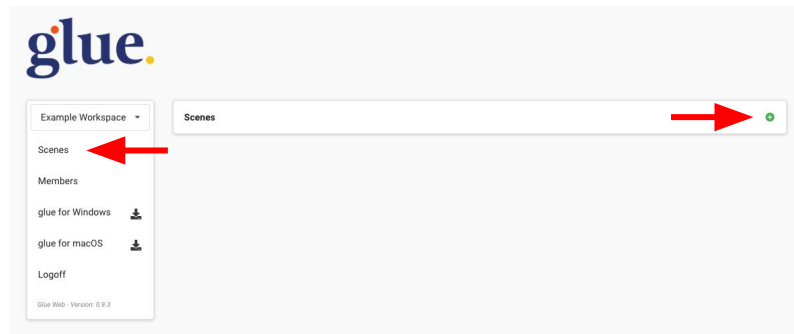 glue.
Example Workspace
Scenes
Scenes
Members
glue for Windows
glue for macOS
Logoff
Glue Web - Version: 0.9.3